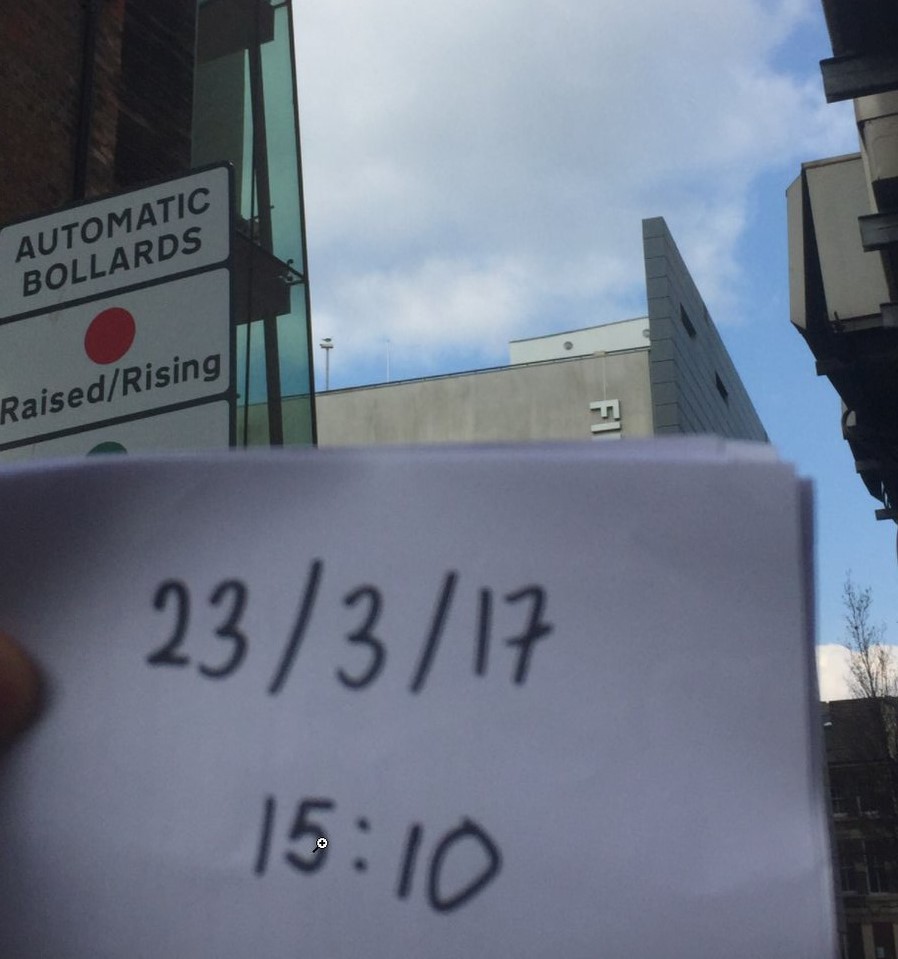 AUTOMATIC
BOLLARDS
Raised/Rising
23/3/17
15:10